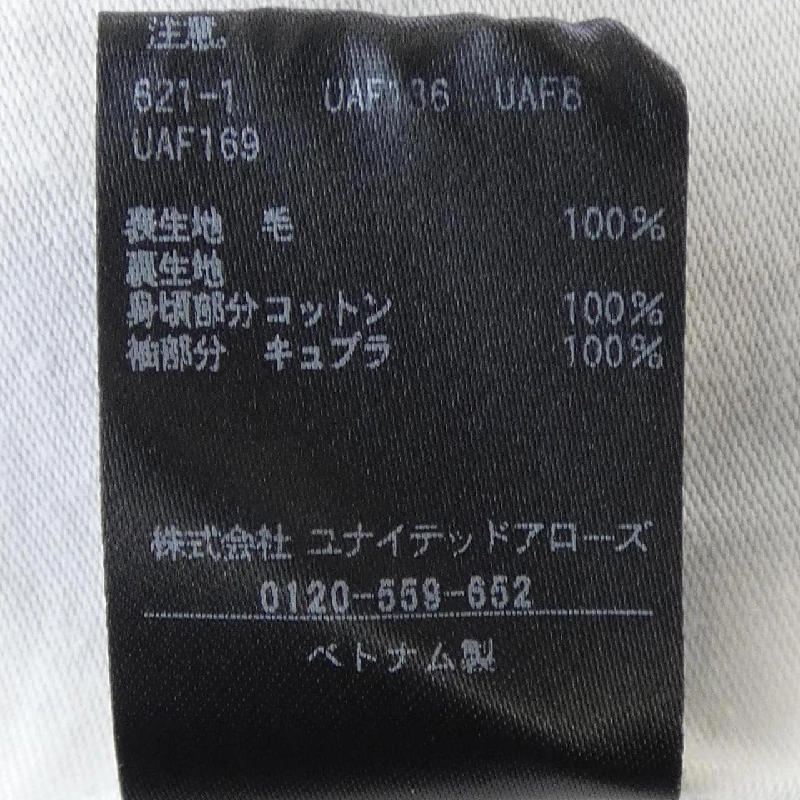 注意
621-1 UAF136 UAF8
UAF169
表生地 毛 100%
裏生地
身頃部分コットン 100%
袖部分 キュプラ 100%
株式会社 ユナイテッドアローズ
0120-559-652
ベトナム製